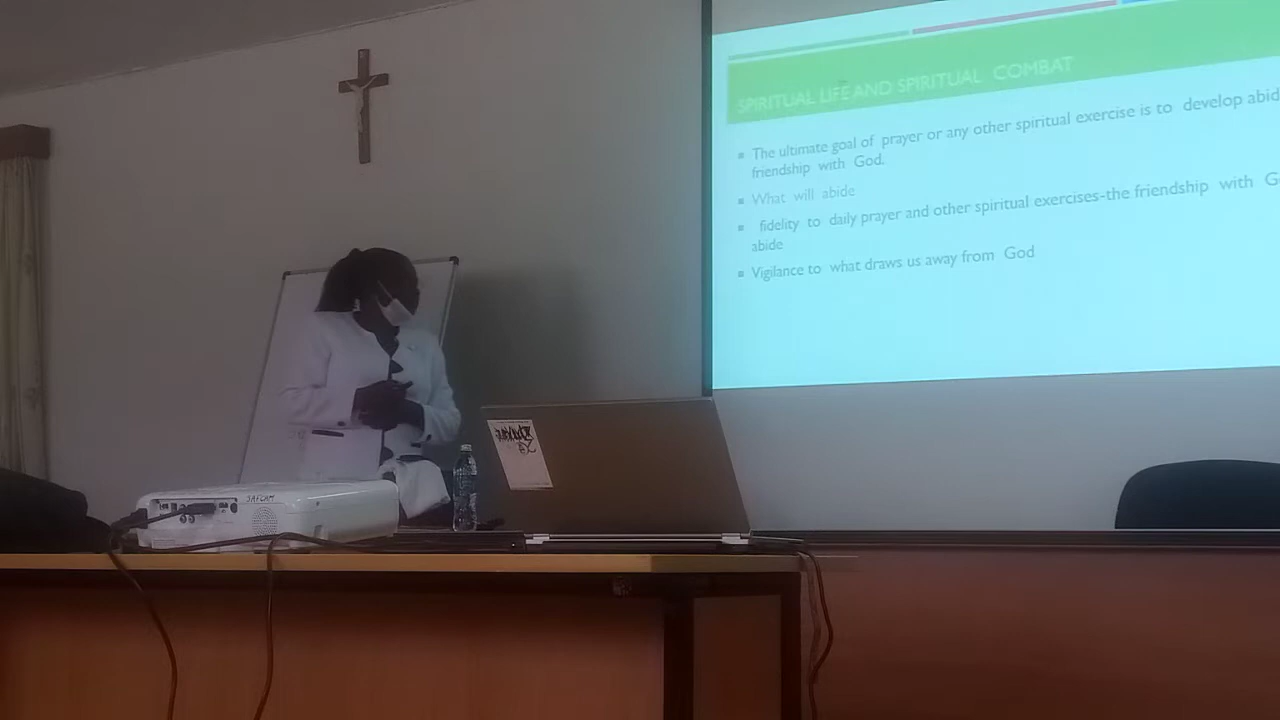 SPIRITUAL LIFE AND SPIRITUAL COMBAT
The ultimate goal of prayer or any other spiritual exercise is to develop abid
friendship with God.
What will abide
fidelity to daily prayer and other spiritual exercises-the friendship with G
abide
Vigilance to what draws us away from God
SAFCAM